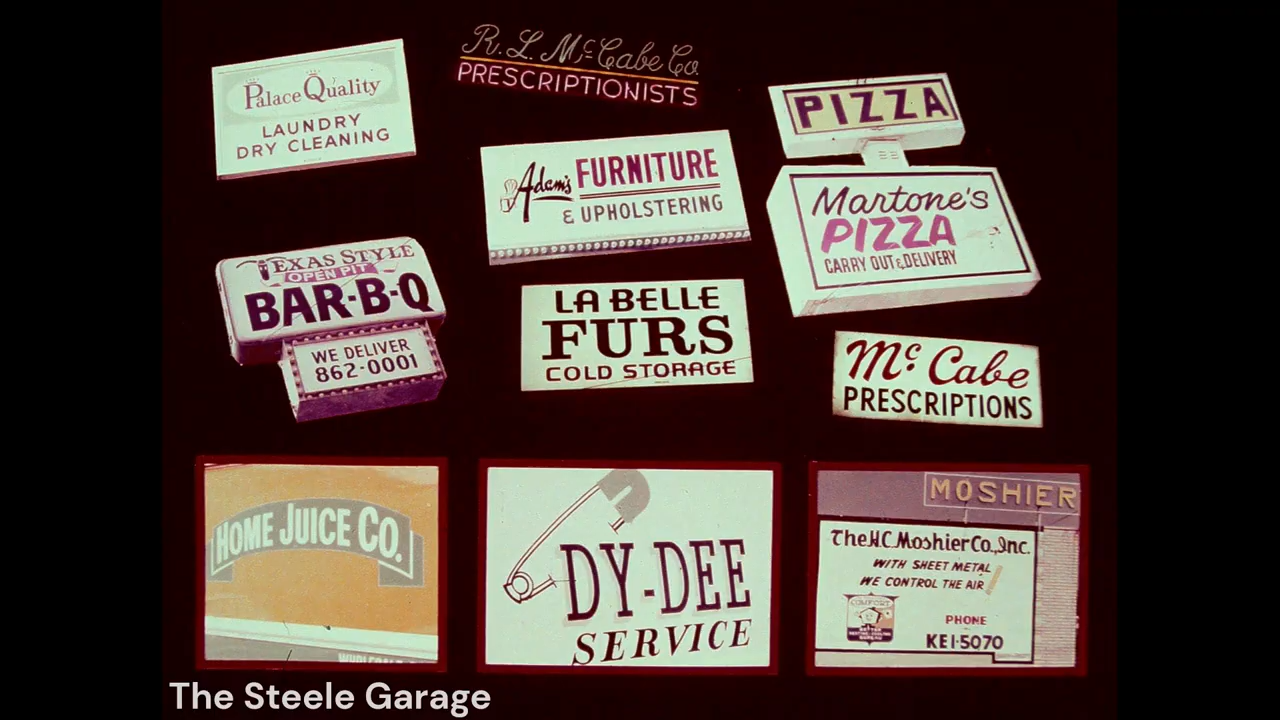 R. L. McCabe Co.
PRESCRIPTIONISTS
Palace Quality
LAUNDRY
DRY CLEANING
PIZZA
Martone's
PIZZA
CARRY OUT & DELIVERY
Adam's FURNITURE
& UPHOLSTERING
TEXAS STYLE
OPEN PIT
BAR-B-Q
WE DELIVER
862-0001
LA BELLE
FURS
COLD STORAGE
McCabe
PRESCRIPTIONS
HOME JUICE CO.
DY-DEE
SERVICE
MOSHIER
The H.C. Moshier Co., Inc.
WITH SHEET METAL
WE CONTROL THE AIR
COMFORT
PHONE
KE1-5070
The Steele Garage